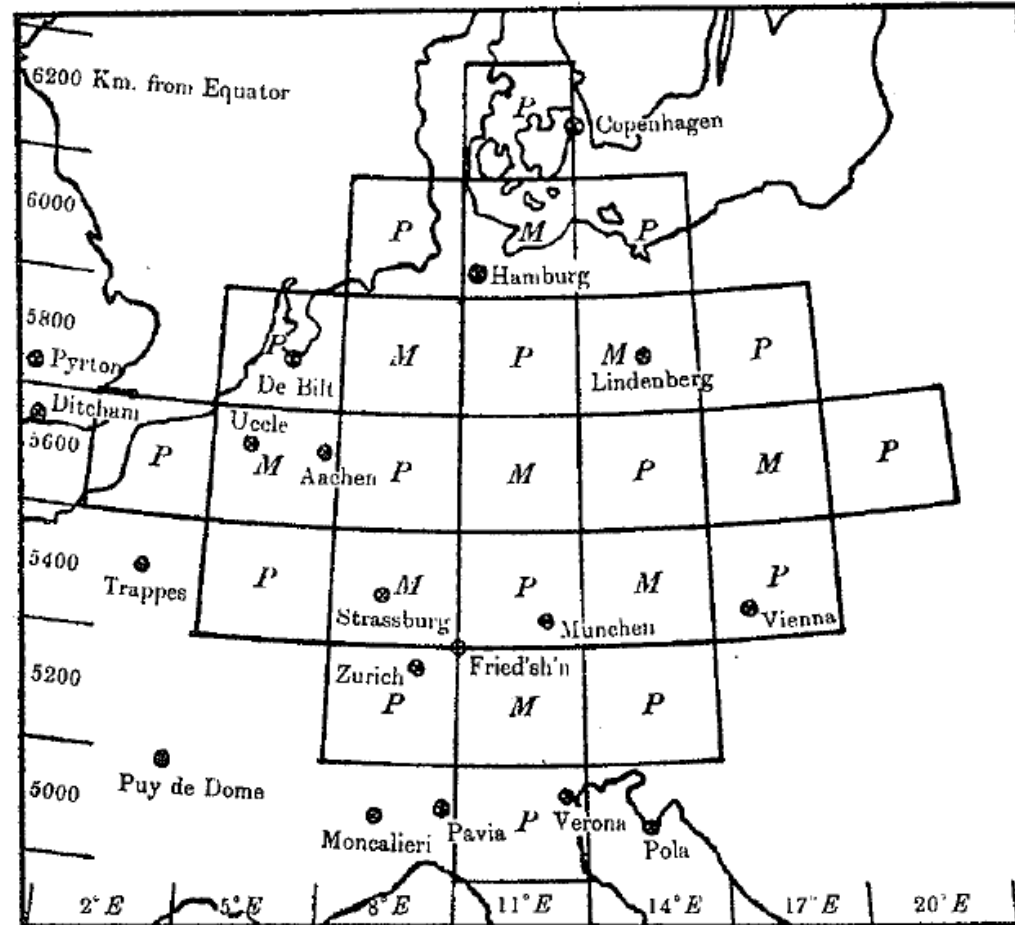 6200 Km. from Equator
P
Copenhagen
6000
P
M
P
Hamburg
5800
P
M
P
M
P
Pyrton
De Bilt
Lindenberg
Ditcham
Uccle
5600
P
M
Aachen
P
M
P
M
P
5400
Trappes
P
M
P
M
P
Strassburg
München
Vienna
Zurich
Fried'sh'n
5200
P
M
P
Puy de Dome
5000
Moncalieri
Pavia
P
Verona
Pola
2° E
5° E
8° E
11° E
14° E
17° E
20° E